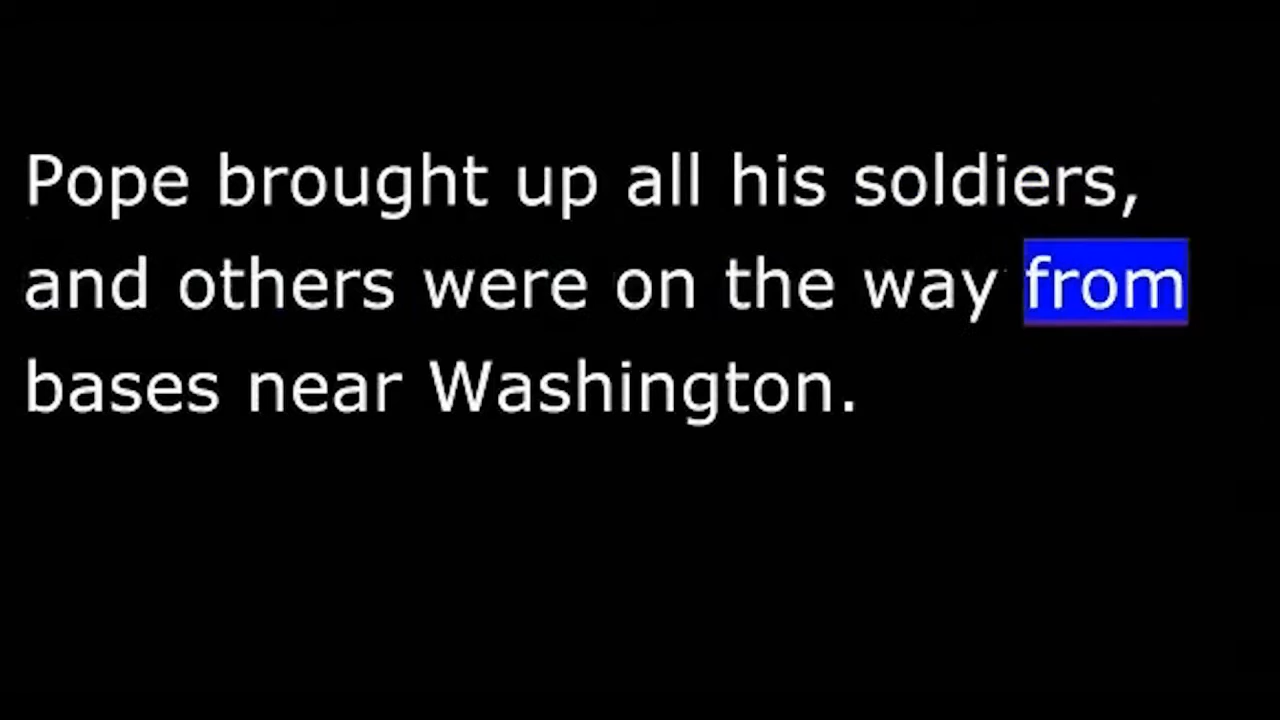 Pope brought up all his soldiers,
and others were on the way from
bases near Washington.